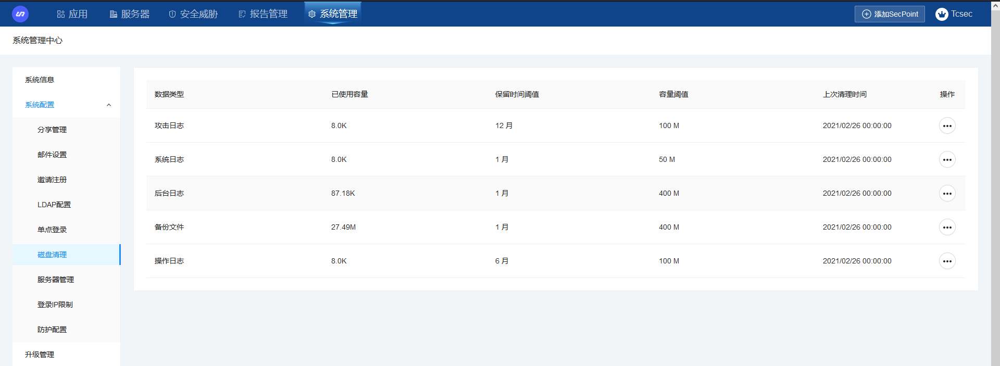 应用 服务器 安全威胁 报告管理 系统管理 添加SecPoint Tcsec
系统管理中心
系统信息
系统配置
分享管理
邮件设置
邀请注册
LDAP配置
单点登录
磁盘清理
服务器管理
登录IP限制
防护配置
升级管理
数据类型 已使用容量 保留时间阈值 容量阈值 上次清理时间 操作
攻击日志 8.0K 12 月 100 M 2021/02/26 00:00:00
系统日志 8.0K 1 月 50 M 2021/02/26 00:00:00
后台日志 87.18K 1 月 400 M 2021/02/26 00:00:00
备份文件 27.49M 1 月 400 M 2021/02/26 00:00:00
操作日志 8.0K 6 月 100 M 2021/02/26 00:00:00